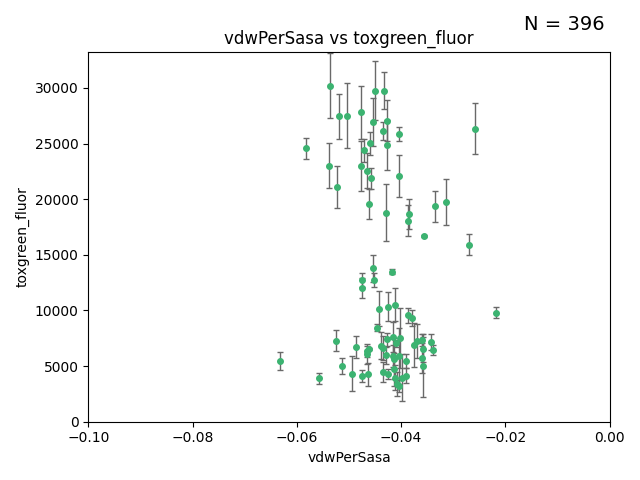 N = 396
vdwPerSasa vs toxgreen_fluor
30000
25000
20000
15000
10000
5000
0
toxgreen_fluor
−0.10 −0.08 −0.06 −0.04 −0.02 0.00
vdwPerSasa